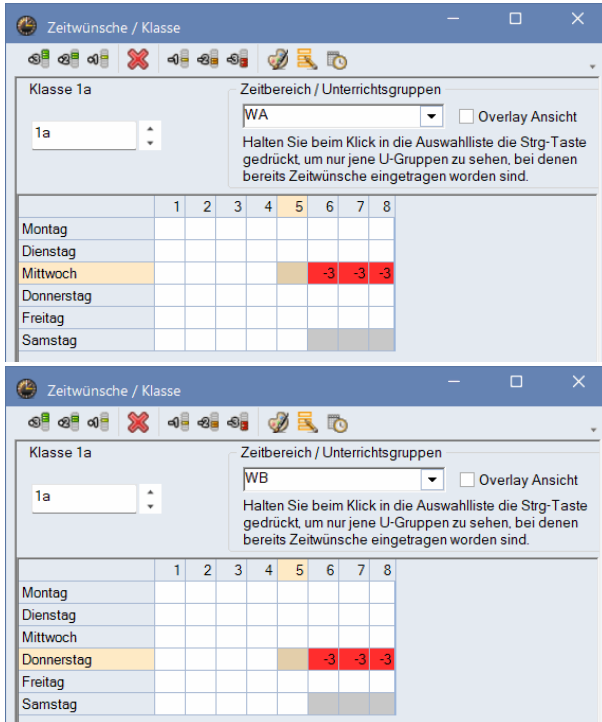 Zeitwünsche / Klasse
Klasse 1a
Zeitbereich / Unterrichtsgruppen
WA
Overlay Ansicht
1a
Halten Sie beim Klick in die Auswahlliste die Strg-Taste
gedrückt, um nur jene U-Gruppen zu sehen, bei denen
bereits Zeitwünsche eingetragen worden sind.
1 2 3 4 5 6 7 8
Montag
Dienstag
Mittwoch -3 -3 -3
Donnerstag
Freitag
Samstag
Zeitwünsche / Klasse
Klasse 1a
Zeitbereich / Unterrichtsgruppen
WB
Overlay Ansicht
1a
Halten Sie beim Klick in die Auswahlliste die Strg-Taste
gedrückt, um nur jene U-Gruppen zu sehen, bei denen
bereits Zeitwünsche eingetragen worden sind.
1 2 3 4 5 6 7 8
Montag
Dienstag
Mittwoch
Donnerstag -3 -3 -3
Freitag
Samstag